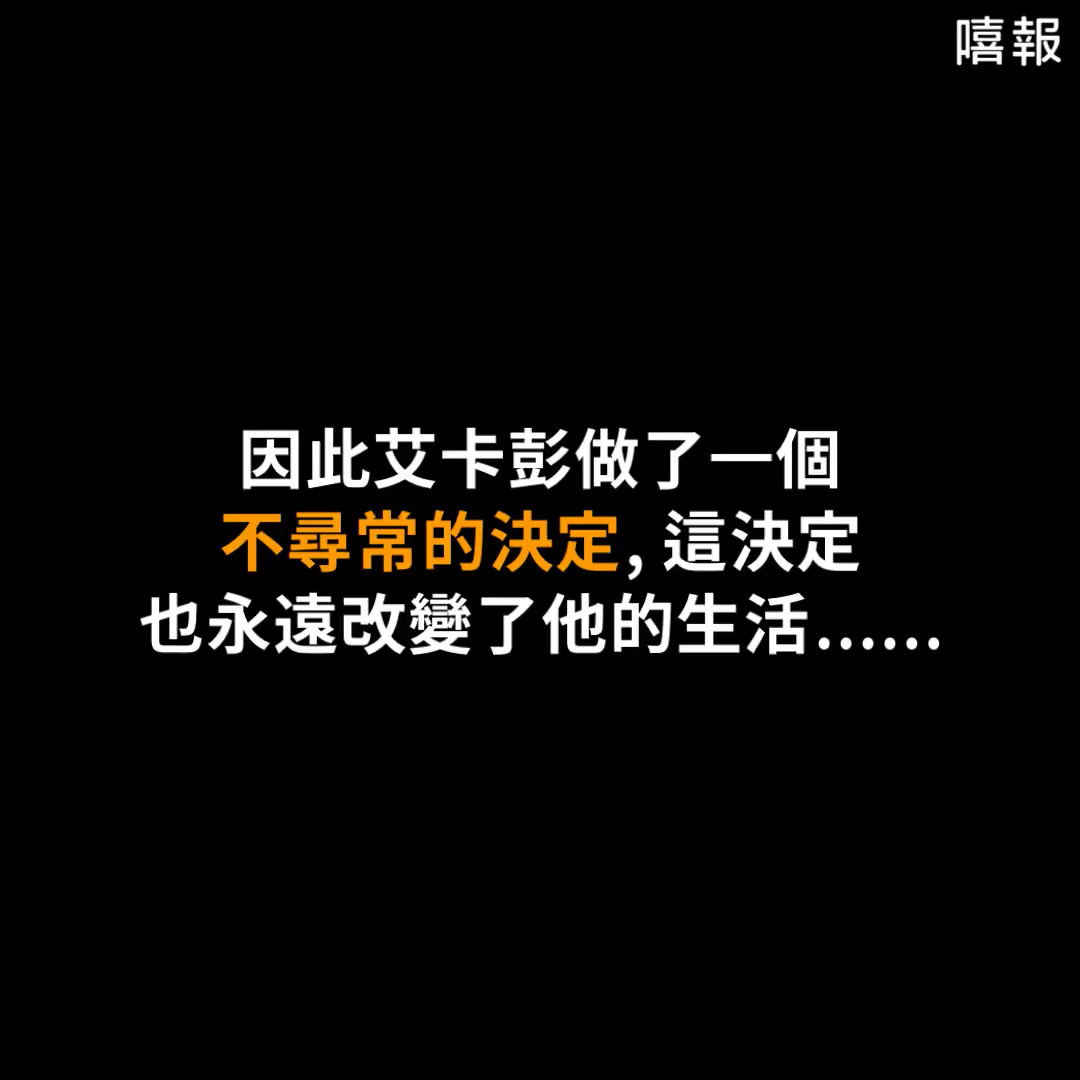 嘻報
因此艾卡彭做了一個
不尋常的決定, 這決定
也永遠改變了他的生活......